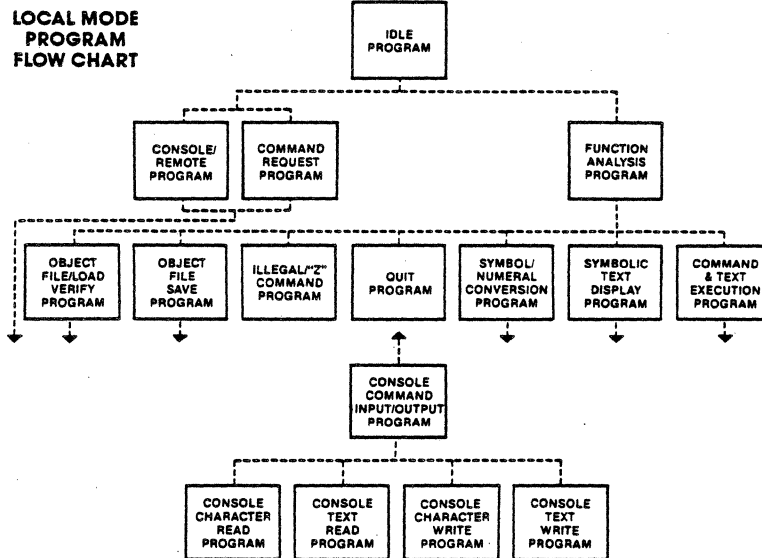 LOCAL MODE
PROGRAM
FLOW CHART
IDLE
PROGRAM
CONSOLE/
REMOTE
PROGRAM
COMMAND
REQUEST
PROGRAM
FUNCTION
ANALYSIS
PROGRAM
OBJECT
FILE/LOAD
VERIFY
PROGRAM
OBJECT
FILE
SAVE
PROGRAM
ILLEGAL/"Z"
COMMAND
PROGRAM
QUIT
PROGRAM
SYMBOL/
NUMERAL
CONVERSION
PROGRAM
SYMBOLIC
TEXT
DISPLAY
PROGRAM
COMMAND
& TEXT
EXECUTION
PROGRAM
CONSOLE
COMMAND
INPUT/OUTPUT
PROGRAM
CONSOLE
CHARACTER
READ
PROGRAM
CONSOLE
TEXT
READ
PROGRAM
CONSOLE
CHARACTER
WRITE
PROGRAM
CONSOLE
TEXT
WRITE
PROGRAM